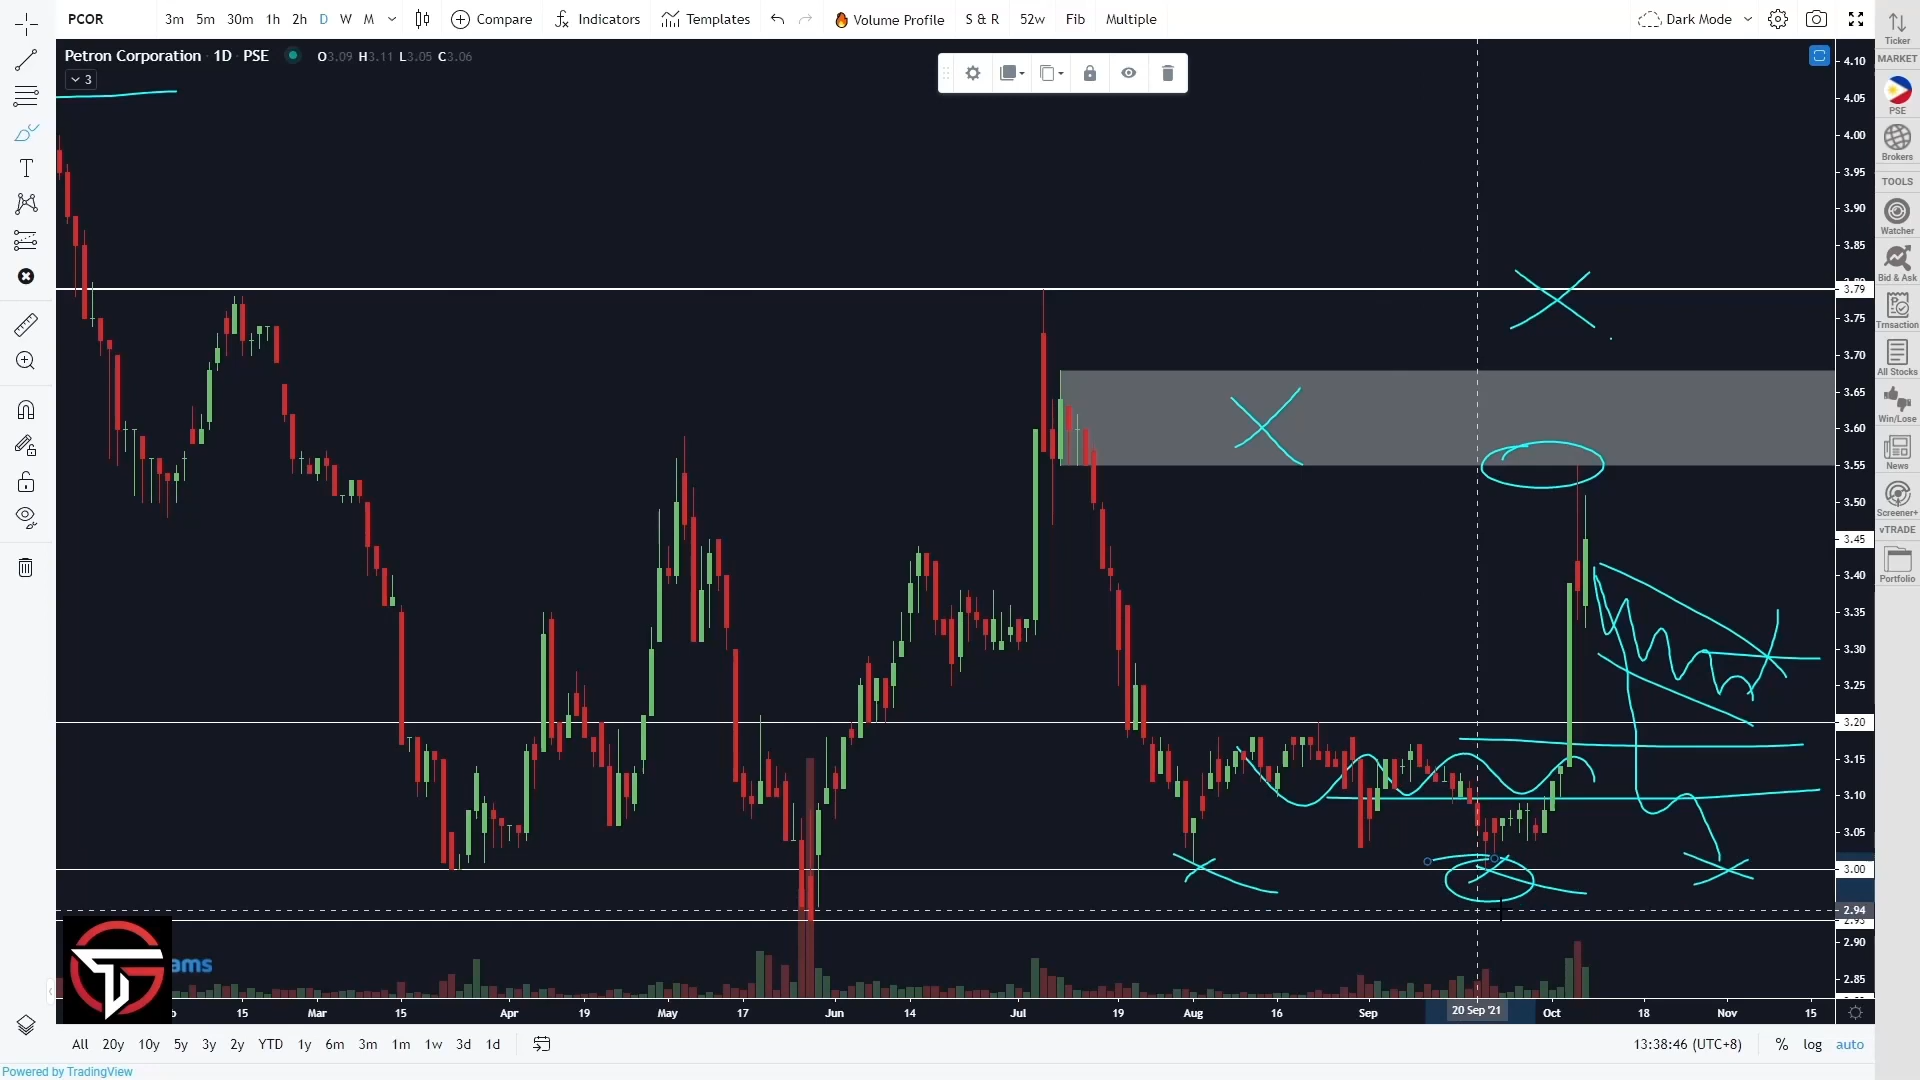 PCOR 3m 5m 30m 1h 2h D W M Compare Indicators Templates Volume Profile S & R 52w Fib Multiple Dark Mode
Petron Corporation · 1D PSE O3.09 H3.11 L3.05 C3.06
3
4.10
4.05
4.00
3.95
3.90
3.85
3.79
3.75
3.70
3.65
3.60
3.55
3.50
3.45
3.40
3.35
3.30
3.25
3.20
3.15
3.10
3.05
3.00
2.94
2.90
2.85
Ticker
MARKET
PSE
Brokers
TOOLS
Watcher
Bid & Ask
Trnsaction
All Stocks
Win/Lose
News
Screener+
vTRADE
Portfolio
ams
15 Mar 15 Apr 19 May 17 Jun 14 Jul 19 Aug 16 Sep 20 Sep '21 Oct 18 Nov 15
All 20y 10y 5y 3y 2y YTD 1y 6m 3m 1m 1w 3d 1d 13:38:46 (UTC+8) % log auto
Powered by TradingView